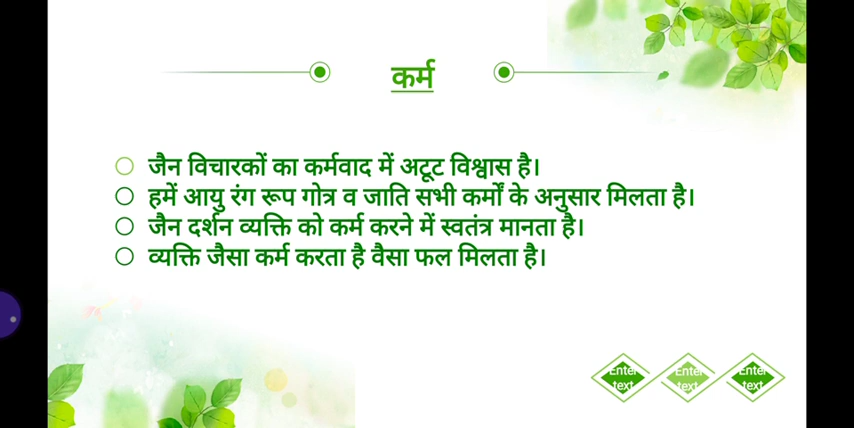 कर्म
जैन विचारकों का कर्मवाद में अटूट विश्वास है।
हमें आयु रंग रूप गोत्र व जाति सभी कर्मों के अनुसार मिलता है।
जैन दर्शन व्यक्ति को कर्म करने में स्वतंत्र मानता है।
व्यक्ति जैसा कर्म करता है वैसा फल मिलता है।
Enter Enter Enter
text text text